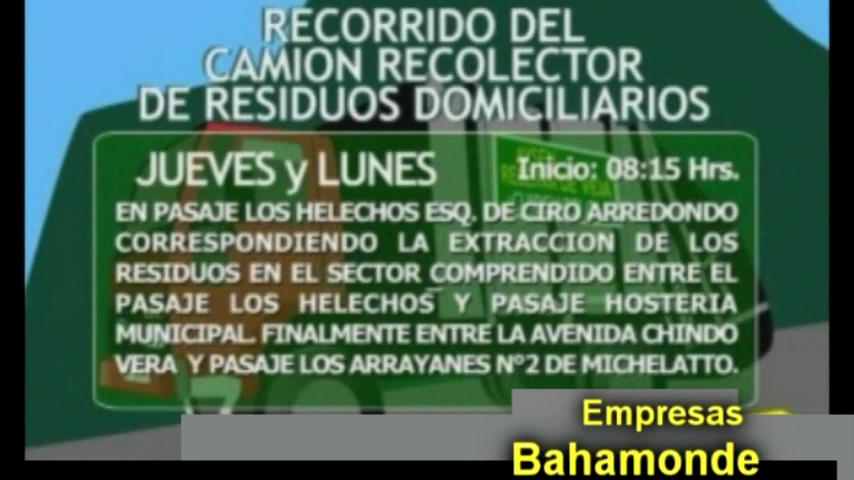 RECORRIDO DEL
CAMION RECOLECTOR
DE RESIDUOS DOMICILIARIOS
JUEVES y LUNES
Inicio: 08:15 Hrs.
EN PASAJE LOS HELECHOS ESQ. DE CIRO ARREDONDO
CORRESPONDIENDO LA EXTRACCION DE LOS
RESIDUOS EN EL SECTOR COMPRENDIDO ENTRE EL
PASAJE LOS HELECHOS Y PASAJE HOSTERIA
MUNICIPAL. FINALMENTE ENTRE LA AVENIDA CHINDO
VERA Y PASAJE LOS ARRAYANES N°2 DE MICHELATTO.
Empresas
Bahamonde